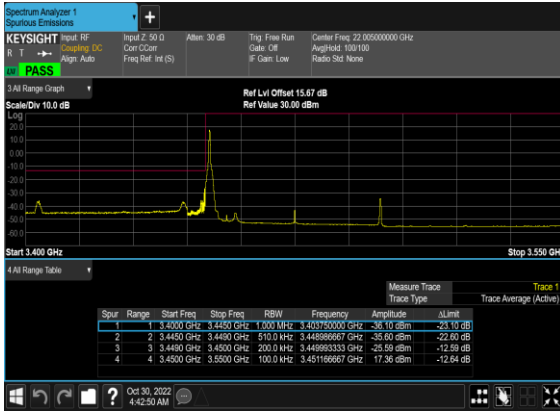 Spectrum Analyzer 1
Spurious Emissions
+
KEYSIGHT Input: RF Input Z: 50 Ω Atten: 30 dB Trig: Free Run Center Freq: 22.005000000 GHz
R T Coupling: DC Corr CCorr Gate: Off Avg|Hold: 100/100
Align: Auto Freq Ref: Int (S) IF Gain: Low Radio Std: None
PASS
3 All Range Graph
Ref Lvl Offset 15.67 dB
Scale/Div 10.0 dB Ref Value 30.00 dBm
Log
20.0
10.0
0.00
-10.0
-20.0
-30.0
-40.0
-50.0
-60.0
Start 3.400 GHz Stop 3.550 GH
4 All Range Table
Measure Trace Trace 1
Trace Type Trace Average (Active)
Spur Range Start Freq Stop Freq RBW Frequency Amplitude ΔLimit
1 1 3.4000 GHz 3.4450 GHz 1.000 MHz 3.403750000 GHz -36.10 dBm -23.10 dB
2 2 3.4450 GHz 3.4490 GHz 510.0 kHz 3.448986667 GHz -35.60 dBm -22.60 dB
3 3 3.4490 GHz 3.4500 GHz 200.0 kHz 3.449993333 GHz -25.59 dBm -12.59 dB
4 4 3.4500 GHz 3.5500 GHz 100.0 kHz 3.451166667 GHz 17.36 dBm -12.64 dB
?
Oct 30, 2022
4:42:50 AM